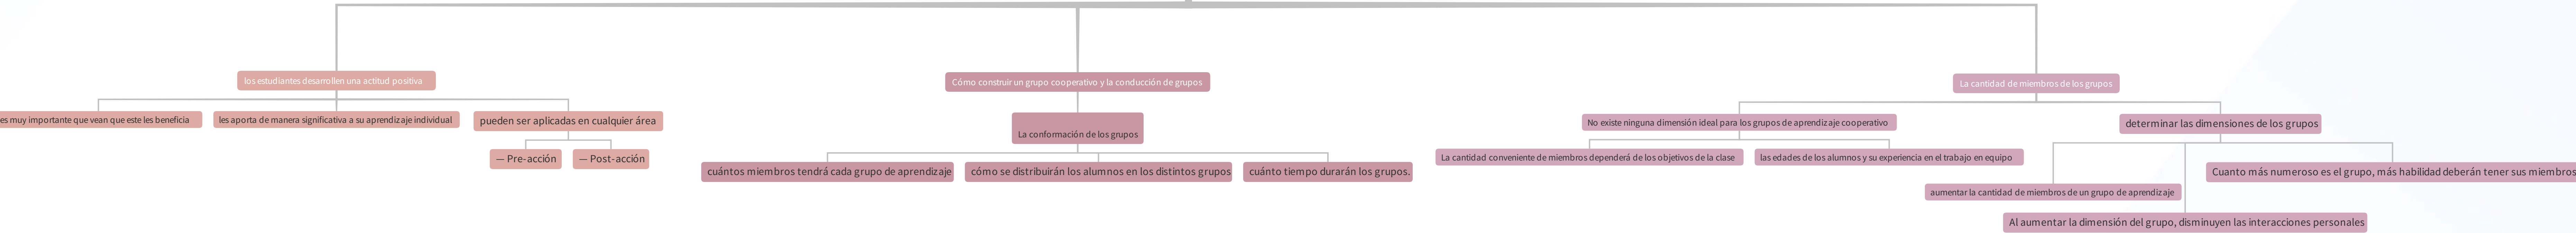 los estudiantes desarrollen una actitud positiva
Cómo construir un grupo cooperativo y la conducción de grupos
La cantidad de miembros de los grupos
es muy importante que vean que este les beneficia
les aporta de manera significativa a su aprendizaje individual
pueden ser aplicadas en cualquier área
La conformación de los grupos
No existe ninguna dimensión ideal para los grupos de aprendizaje cooperativo
determinar las dimensiones de los grupos
— Pre-acción
— Post-acción
cuántos miembros tendrá cada grupo de aprendizaje
cómo se distribuirán los alumnos en los distintos grupos
cuánto tiempo durarán los grupos.
La cantidad conveniente de miembros dependerá de los objetivos de la clase
las edades de los alumnos y su experiencia en el trabajo en equipo
Cuanto más numeroso es el grupo, más habilidad deberán tener sus miembros
aumentar la cantidad de miembros de un grupo de aprendizaje
Al aumentar la dimensión del grupo, disminuyen las interacciones personales